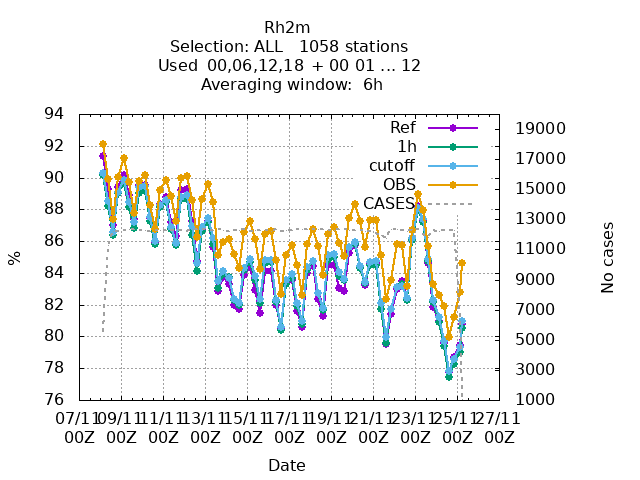 Rh2m
Selection: ALL   1058 stations
Used  00,06,12,18  + 00 01 ... 12
Averaging window:  6h
94
92
90
88
86
84
82
80
78
76
%
19000
17000
15000
13000
11000
9000
7000
5000
3000
1000
No cases
Ref
1h
cutoff
OBS
CASES
07/11 09/11 11/11 13/11 15/11 17/11 19/11 21/11 23/11 25/11 27/11
00Z 00Z 00Z 00Z 00Z 00Z 00Z 00Z 00Z 00Z 00Z
Date